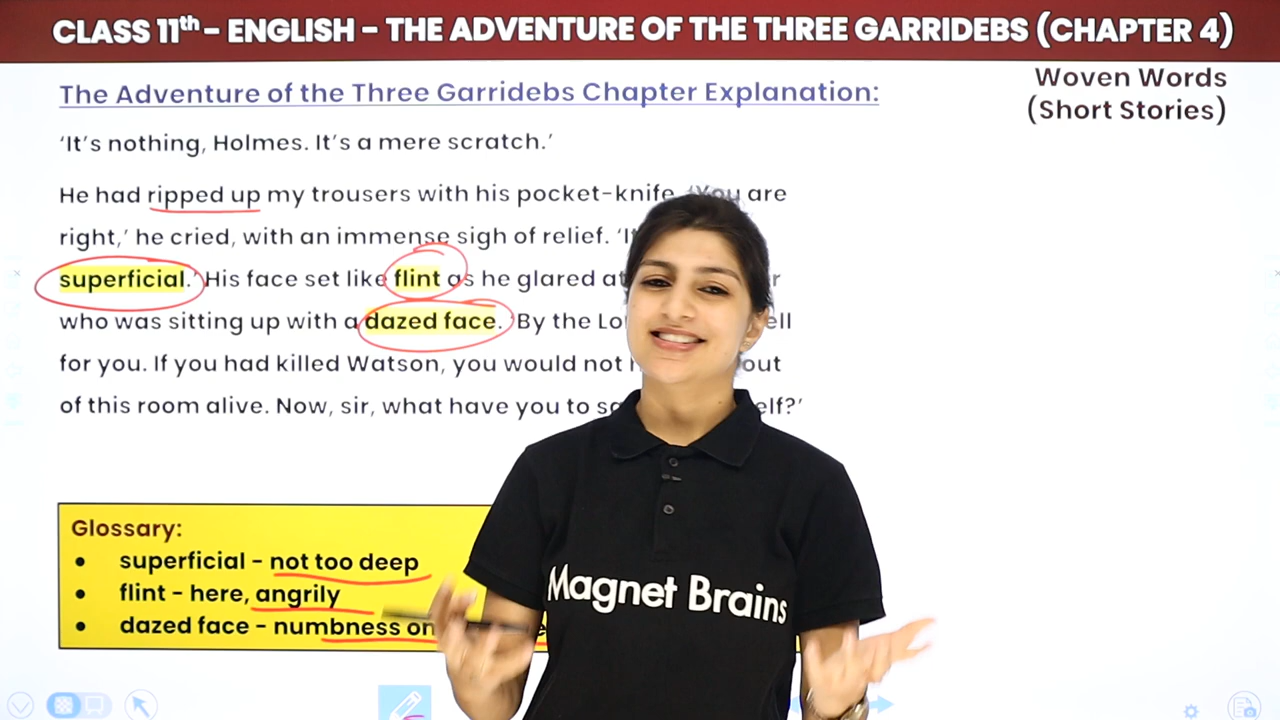 CLASS 11th - ENGLISH - THE ADVENTURE OF THE THREE GARRIDEBS (CHAPTER 4)
Woven Words
(Short Stories)
The Adventure of the Three Garridebs Chapter Explanation:
‘It’s nothing, Holmes. It’s a mere scratch.’
He had ripped up my trousers with his pocket-knife. ‘You are
right,’ he cried, with an immense sigh of relief.
superficial.’ His face set like flint as he glared at
who was sitting up with a dazed face. ‘By the
for you. If you had killed Watson, you would not
of this room alive. Now, sir, what have you to
Glossary:
• superficial - not too deep
• flint - here, angrily
• dazed face - numbness on
Magnet Brains